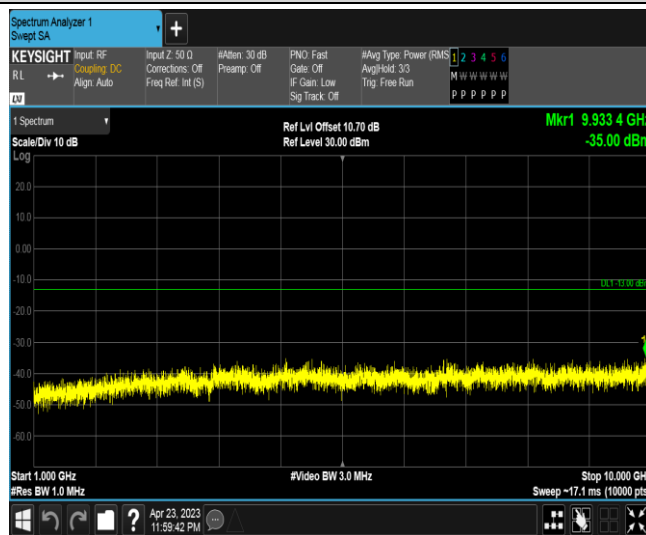 Spectrum Analyzer 1
Swept SA
+
KEYSIGHT
RL
LXI
Input: RF
Coupling: DC
Align: Auto
Input Z: 50 Ω
Corrections: Off
Freq Ref: Int (S)
#Atten: 30 dB
Preamp: Off
PNO: Fast
Gate: Off
IF Gain: Low
Sig Track: Off
#Avg Type: Power (RMS
Avg|Hold: 3/3
Trig: Free Run
1 2 3 4 5 6
M W W W W W
P P P P P P
1 Spectrum
Scale/Div 10 dB
Log
Ref Lvl Offset 10.70 dB
Ref Level 30.00 dBm
Mkr1 9.933 4 GHz
-35.00 dBm
20.0
10.0
0.00
-10.0
DL1 -13.00 dBm
-20.0
-30.0
-40.0
-50.0
-60.0
Start 1.000 GHz
#Res BW 1.0 MHz
#Video BW 3.0 MHz
Stop 10.000 GH
Sweep ~17.1 ms (10000 pts
?
Apr 23, 2023
11:59:42 PM